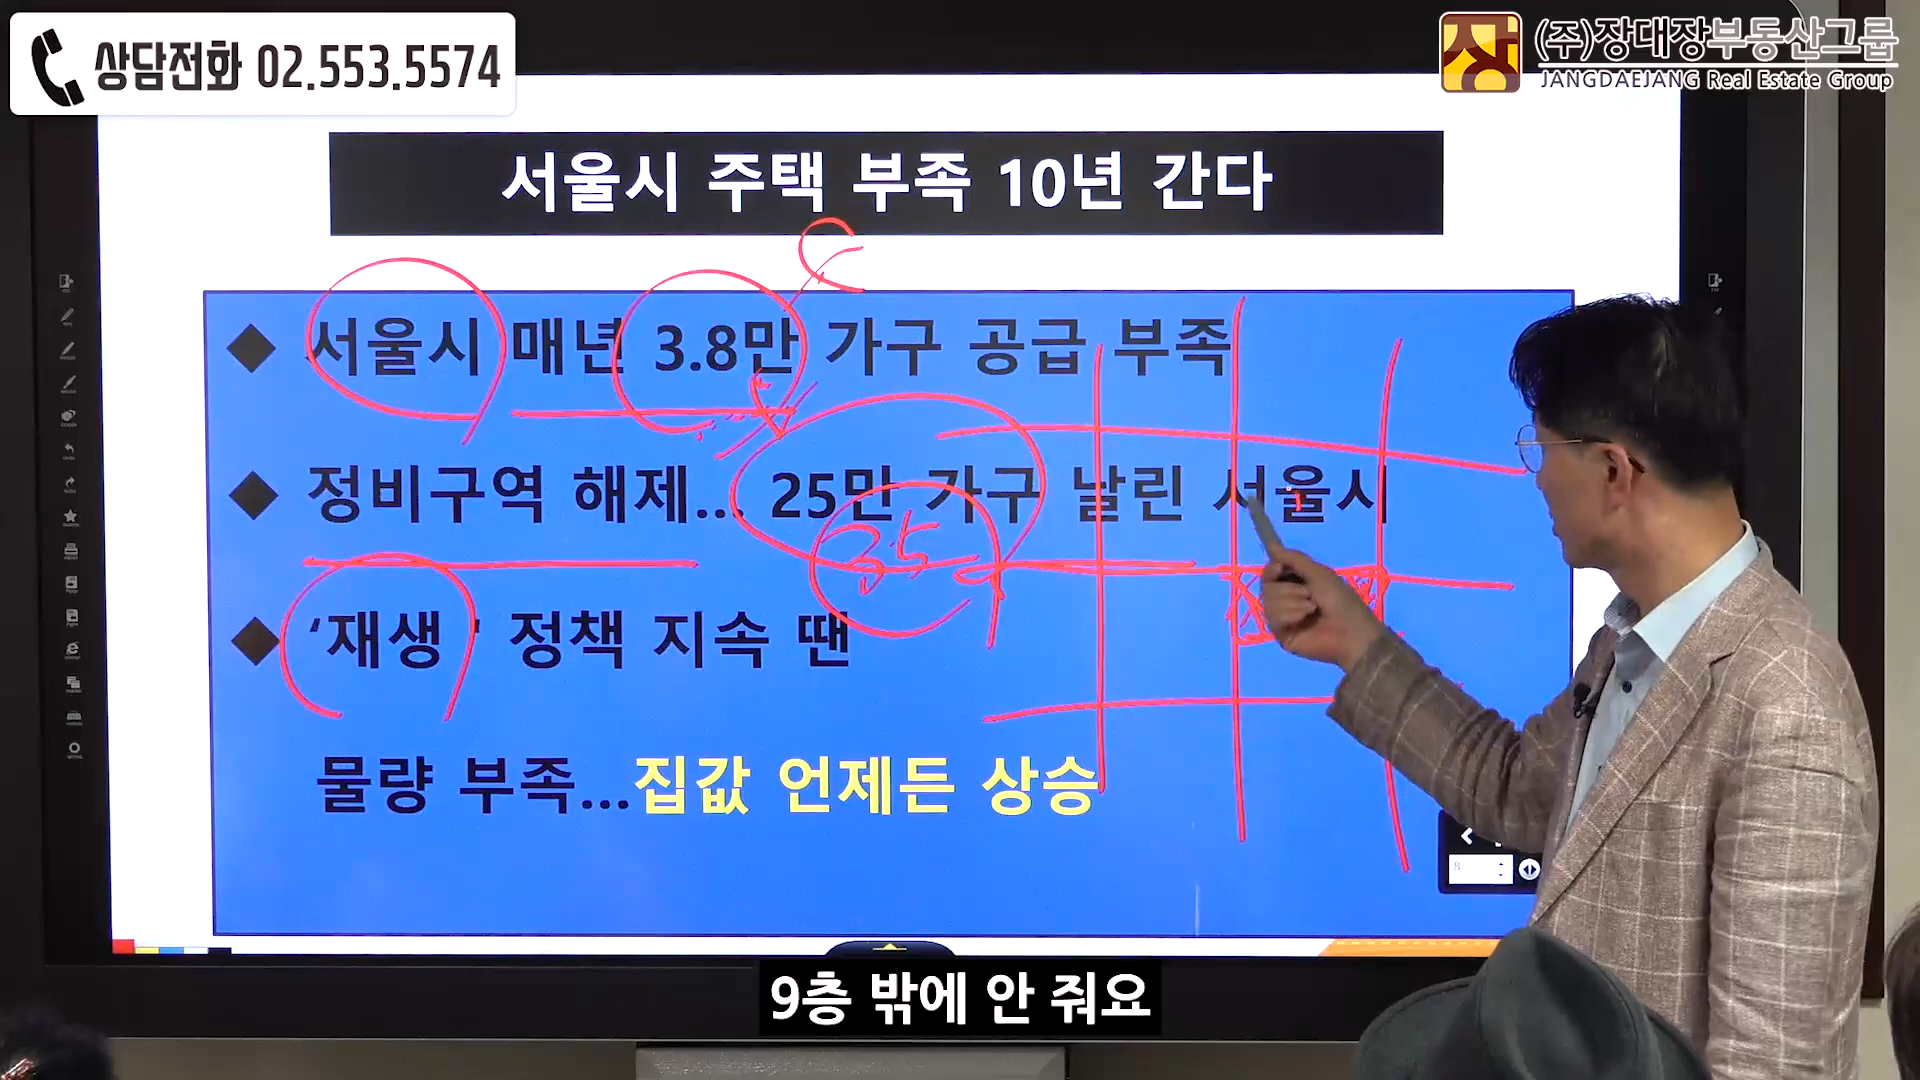 상담전화 02.553.5574
장
(주)장대장부동산그룹
JANGDAEJANG Real Estate Group
서울시 주택 부족 10년 간다
◆ 서울시 매년 3.8만 가구 공급 부족
◆ 정비구역 해제... 25만 가구 날린 서울시
3.5
◆ ‘재생 ’ 정책 지속 땐
물량 부족...집값 언제든 상승
8
9층 밖에 안 줘요